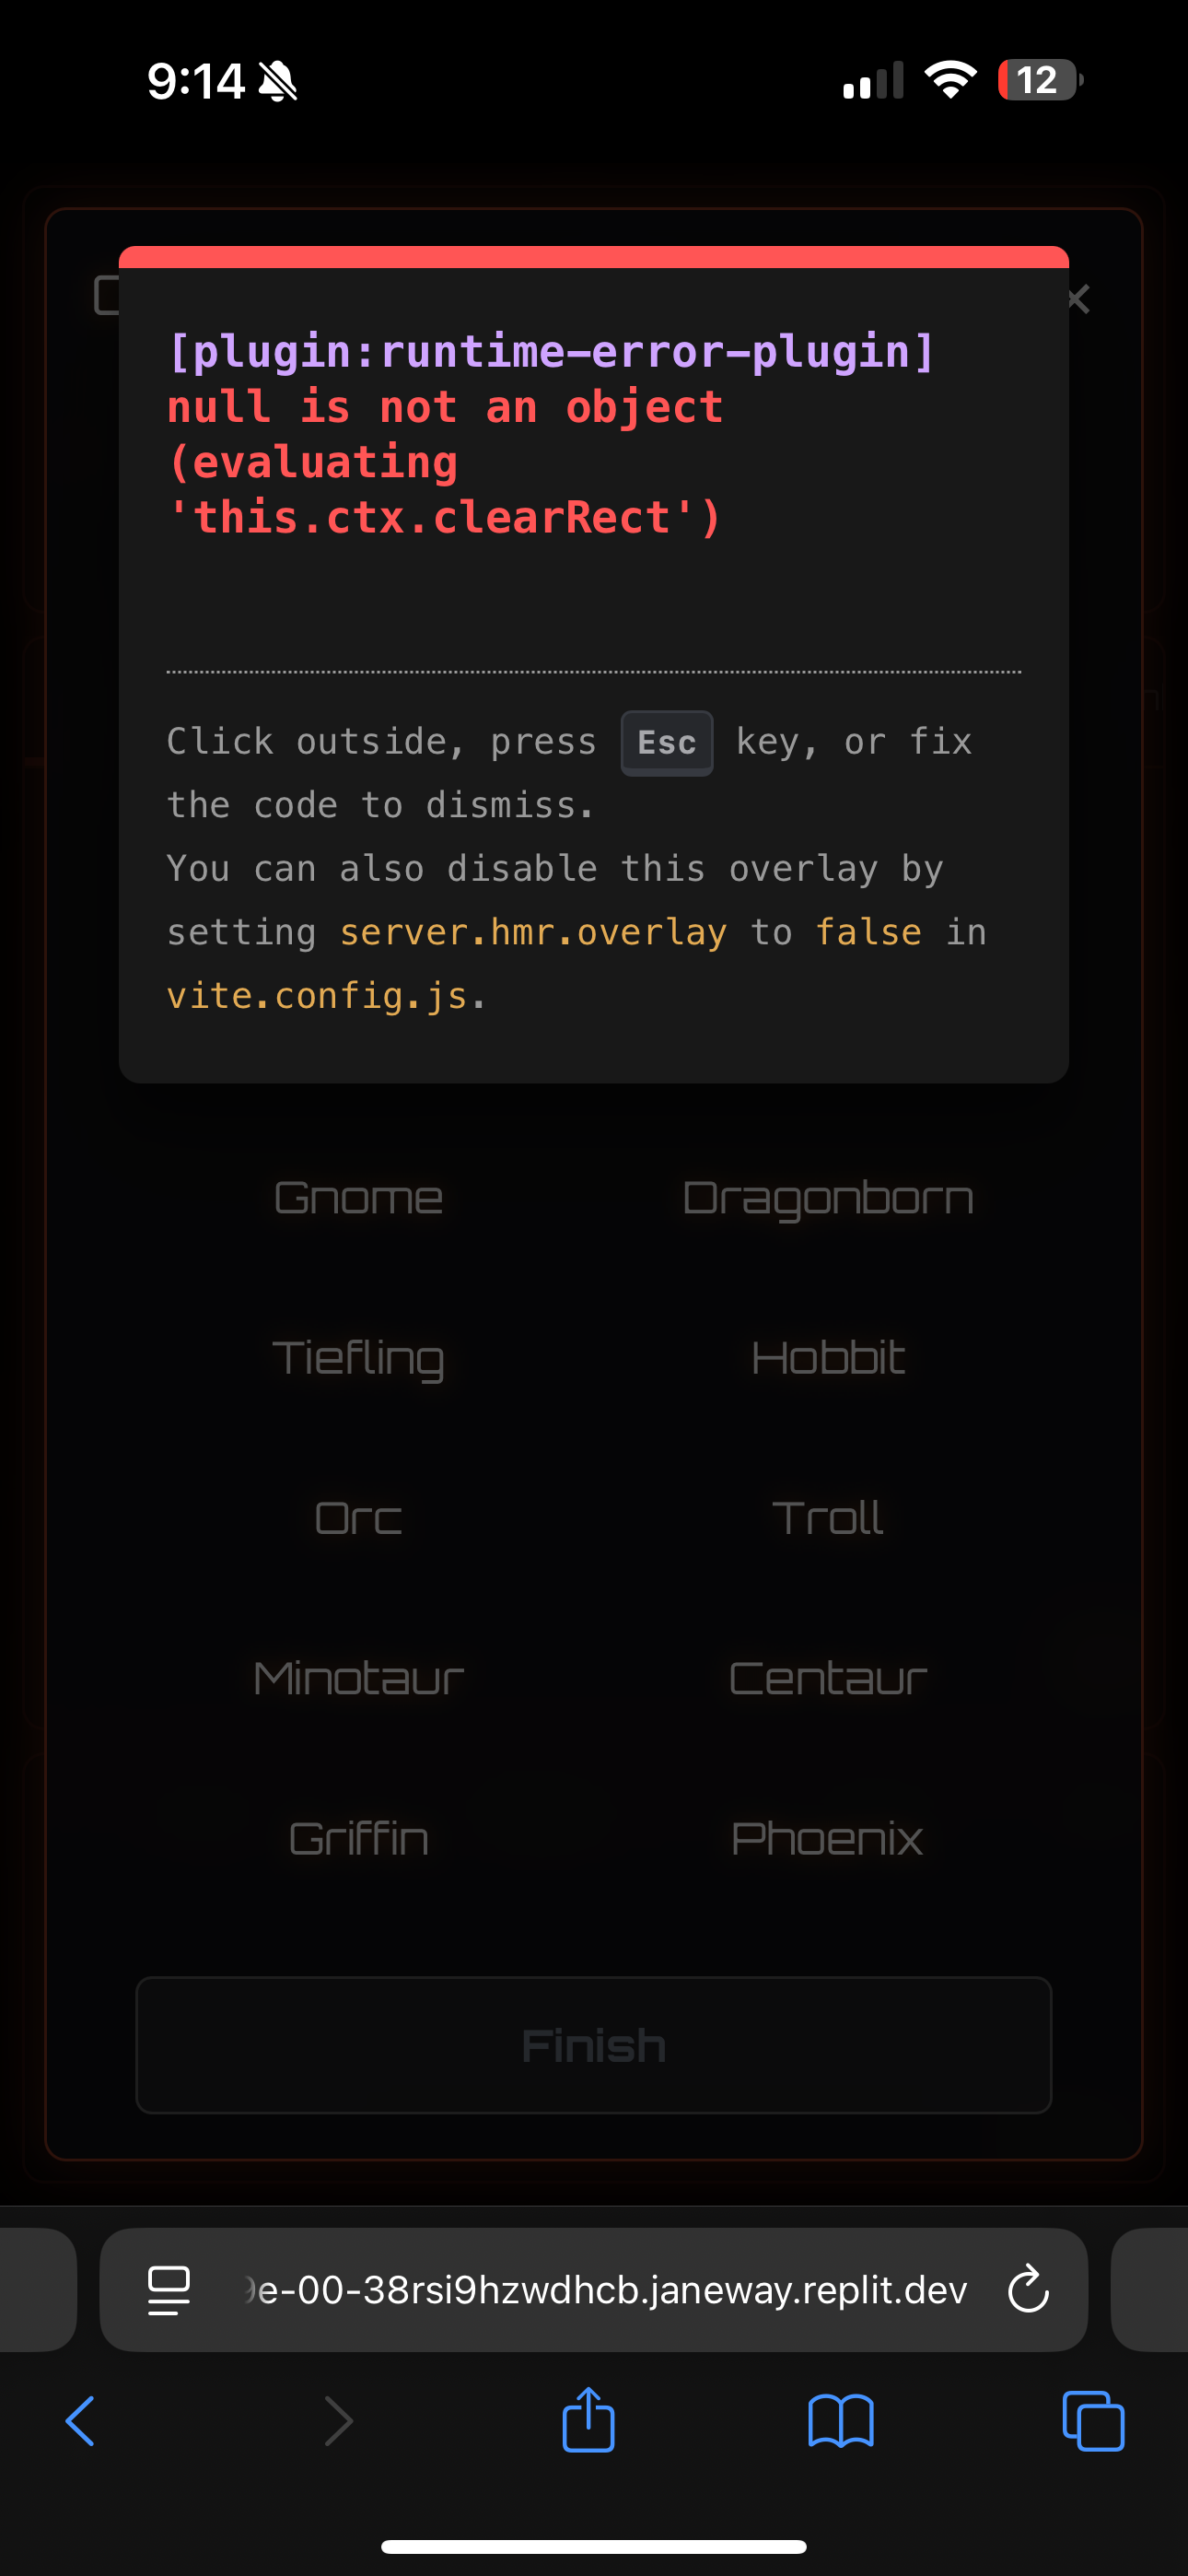 9:14
12
[plugin:runtime-error-plugin]
null is not an object
(evaluating
'this.ctx.clearRect')
Click outside, press Esc key, or fix
the code to dismiss.
You can also disable this overlay by
setting server.hmr.overlay to false in
vite.config.js.
Gnome
Dragonborn
Tiefling
Hobbit
Orc
Troll
Minotaur
Centaur
Griffin
Phoenix
Finish
e-00-38rsi9hzwdhcb.janeway.replit.dev